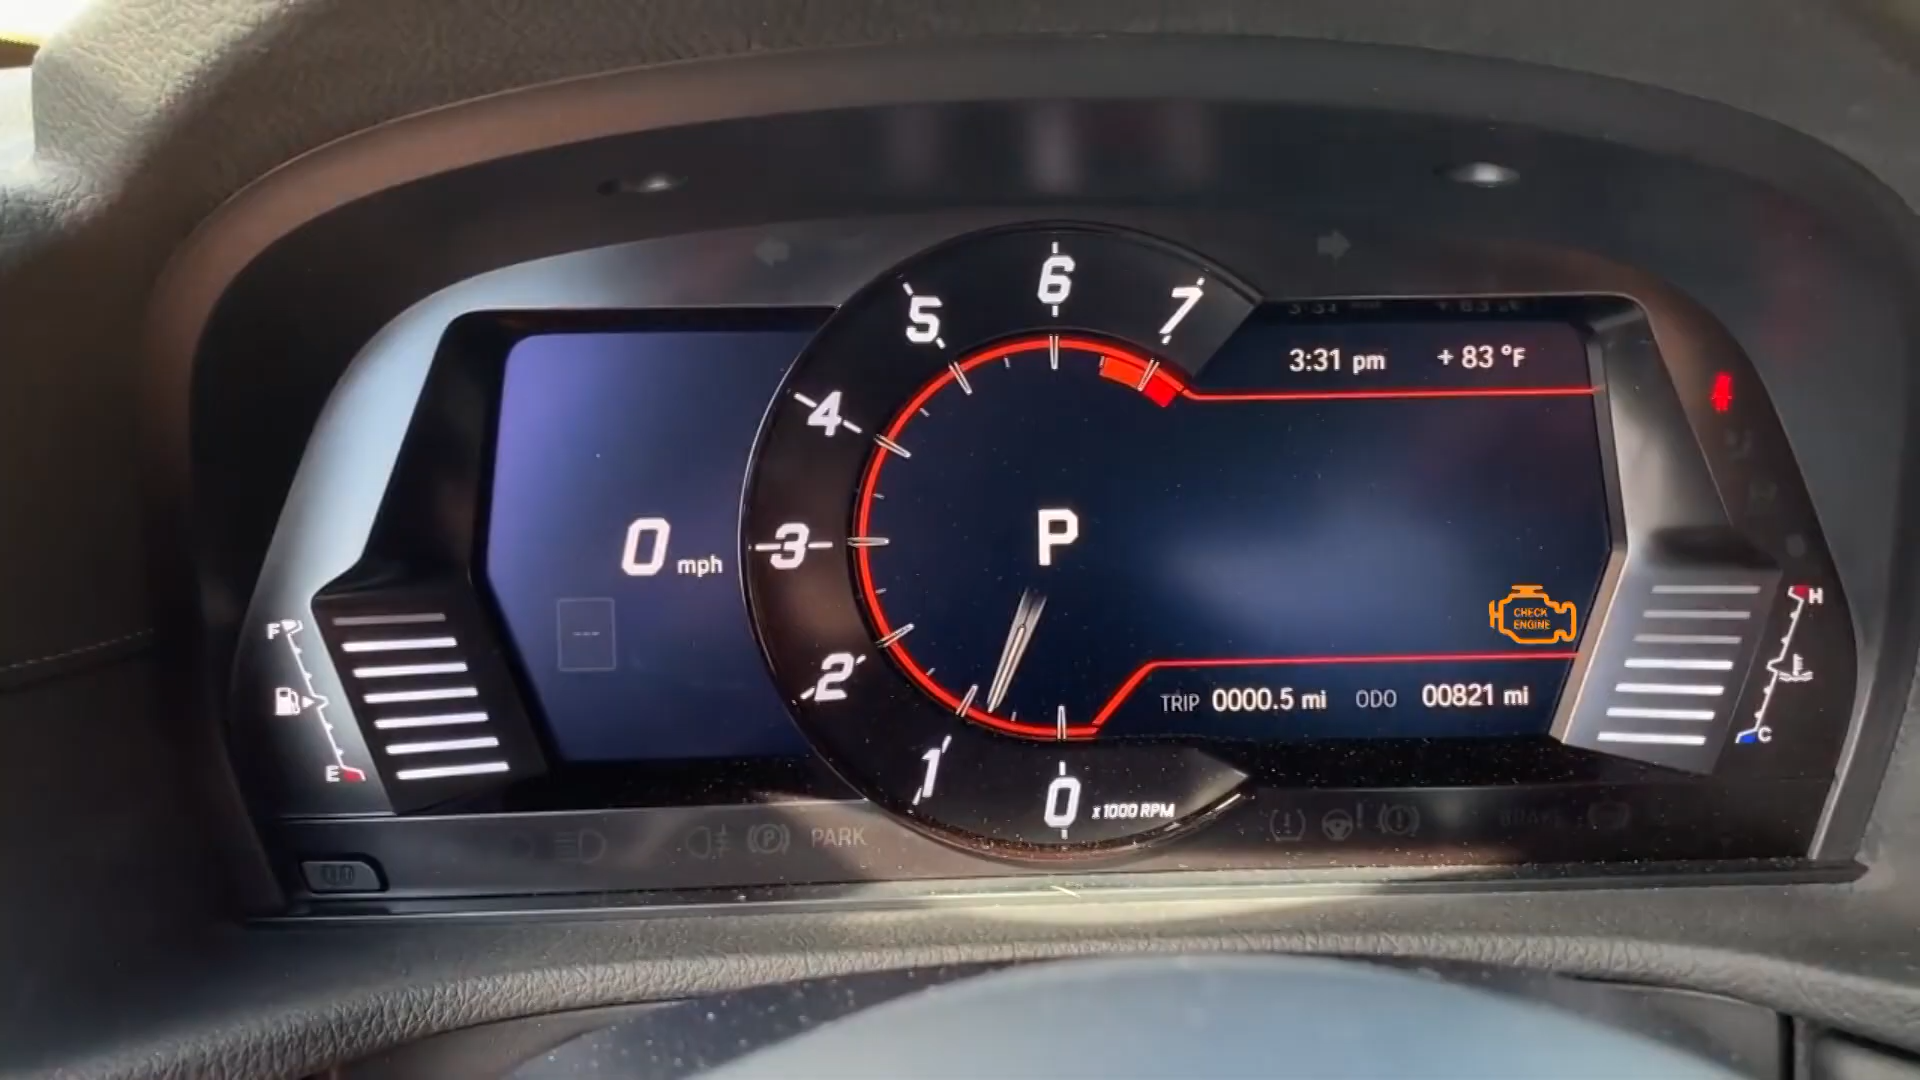 6
5
7
3:31 pm
+ 83 °F
4
0 mph
3
P
---
CHECK
ENGINE
F
H
2
TRIP 0000.5 mi ODO 00821 mi
E
C
1
0 x1000 RPM
PARK